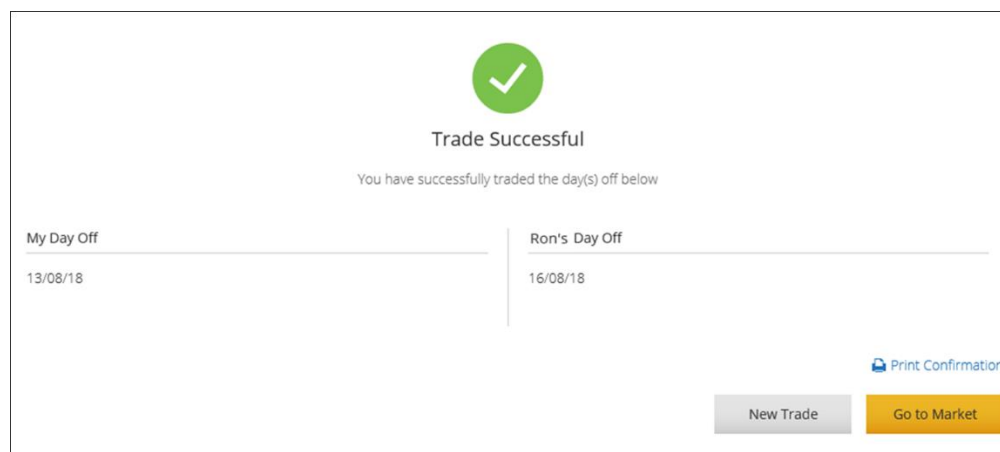 Trade Successful
You have successfully traded the day(s) off below
My Day Off
13/08/18
Ron's Day Off
16/08/18
Print Confirmation
New Trade
Go to Market